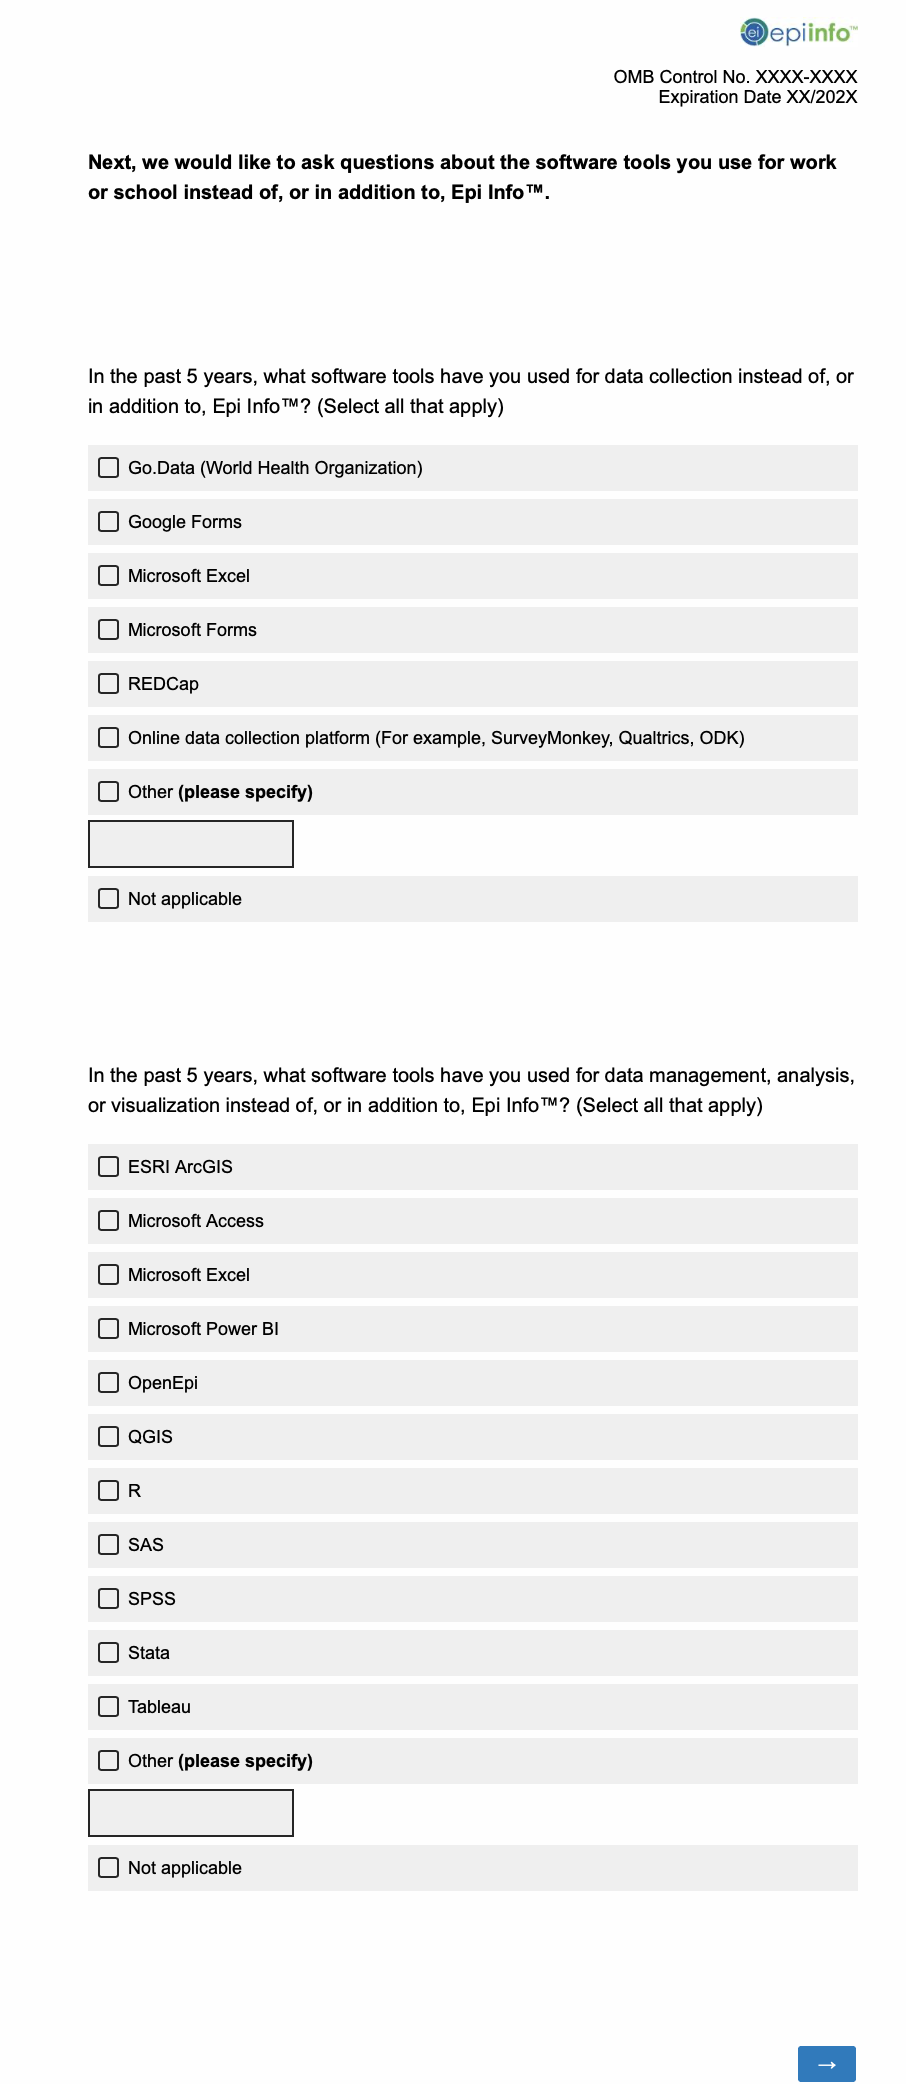 ei epiinfo™
OMB Control No. XXXX-XXXX
Expiration Date XX/202X
Next, we would like to ask questions about the software tools you use for work
or school instead of, or in addition to, Epi Info™.
In the past 5 years, what software tools have you used for data collection instead of, or
in addition to, Epi Info™? (Select all that apply)
Go.Data (World Health Organization)
Google Forms
Microsoft Excel
Microsoft Forms
REDCap
Online data collection platform (For example, SurveyMonkey, Qualtrics, ODK)
Other (please specify)
Not applicable
In the past 5 years, what software tools have you used for data management, analysis,
or visualization instead of, or in addition to, Epi Info™? (Select all that apply)
ESRI ArcGIS
Microsoft Access
Microsoft Excel
Microsoft Power BI
OpenEpi
QGIS
R
SAS
SPSS
Stata
Tableau
Other (please specify)
Not applicable
→